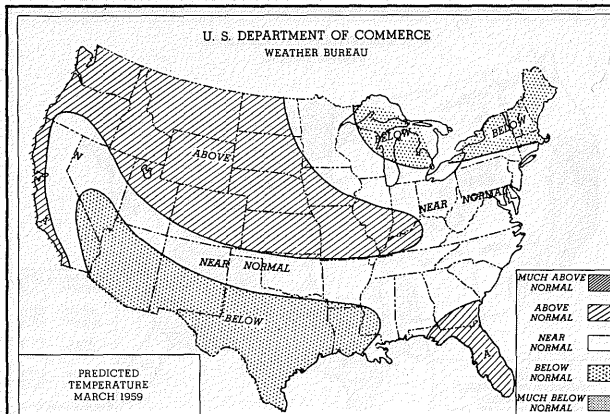 U. S. DEPARTMENT OF COMMERCE
WEATHER BUREAU
BELOW
BELOW
ABOVE
N
NEAR NORMAL
N
A
NEAR NORMAL
BELOW
A
MUCH ABOVE
NORMAL
ABOVE
NORMAL
NEAR
NORMAL
BELOW
NORMAL
MUCH BELOW
NORMAL
PREDICTED
TEMPERATURE
MARCH 1959